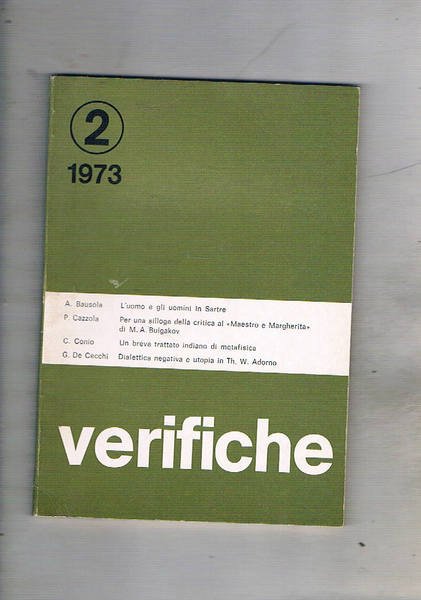 2
1973
A. Bausola L'uomo e gli uomini in Sartre
P. Cazzola Per una silloge della critica al «Maestro e Margherita»
di M. A. Bulgakov
C. Conio Un breve trattato indiano di metafisica
G. De Cecchi Dialettica negativa e utopia in Th. W. Adorno
verifiche